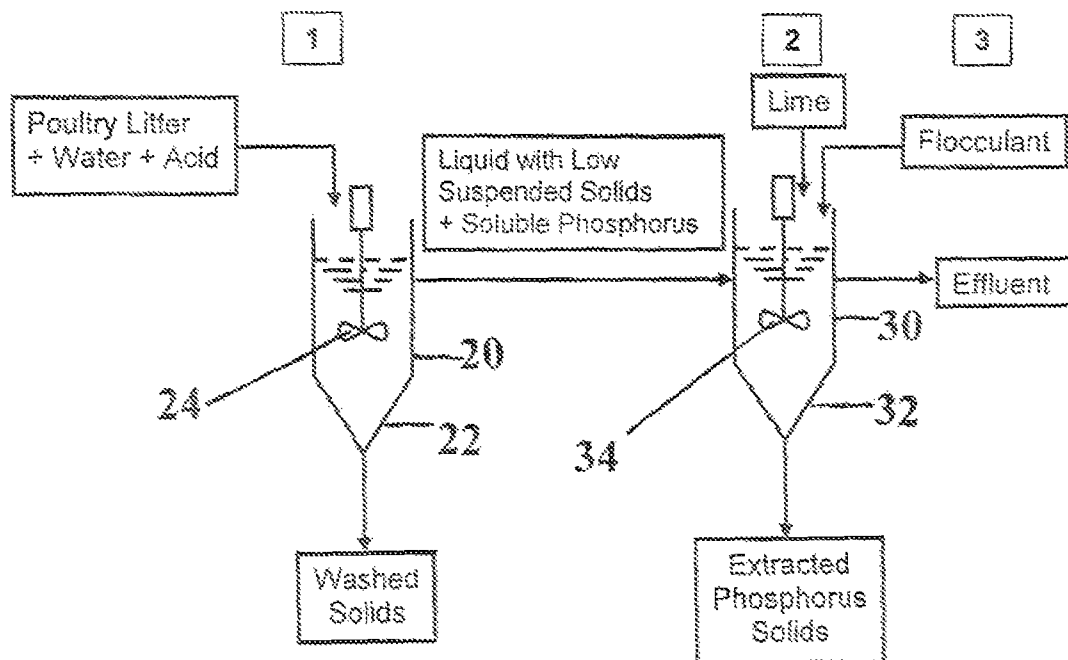 1
2
3
Lime
Poultry Litter
+ Water + Acid
Liquid with Low
Suspended Solids
+ Soluble Phosphorus
Flocculant
Effluent
20
30
24
22
34
32
Washed
Solids
Extracted
Phosphorus
Solids